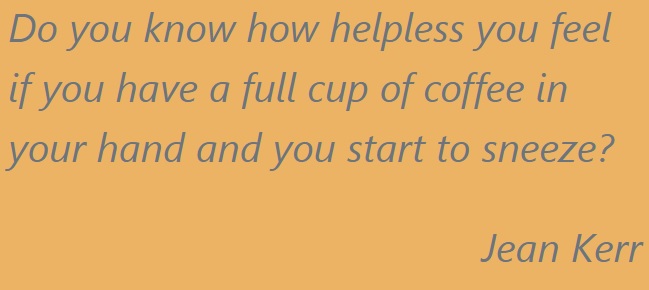 Do you know how helpless you feel
if you have a full cup of coffee in
your hand and you start to sneeze?
Jean Kerr